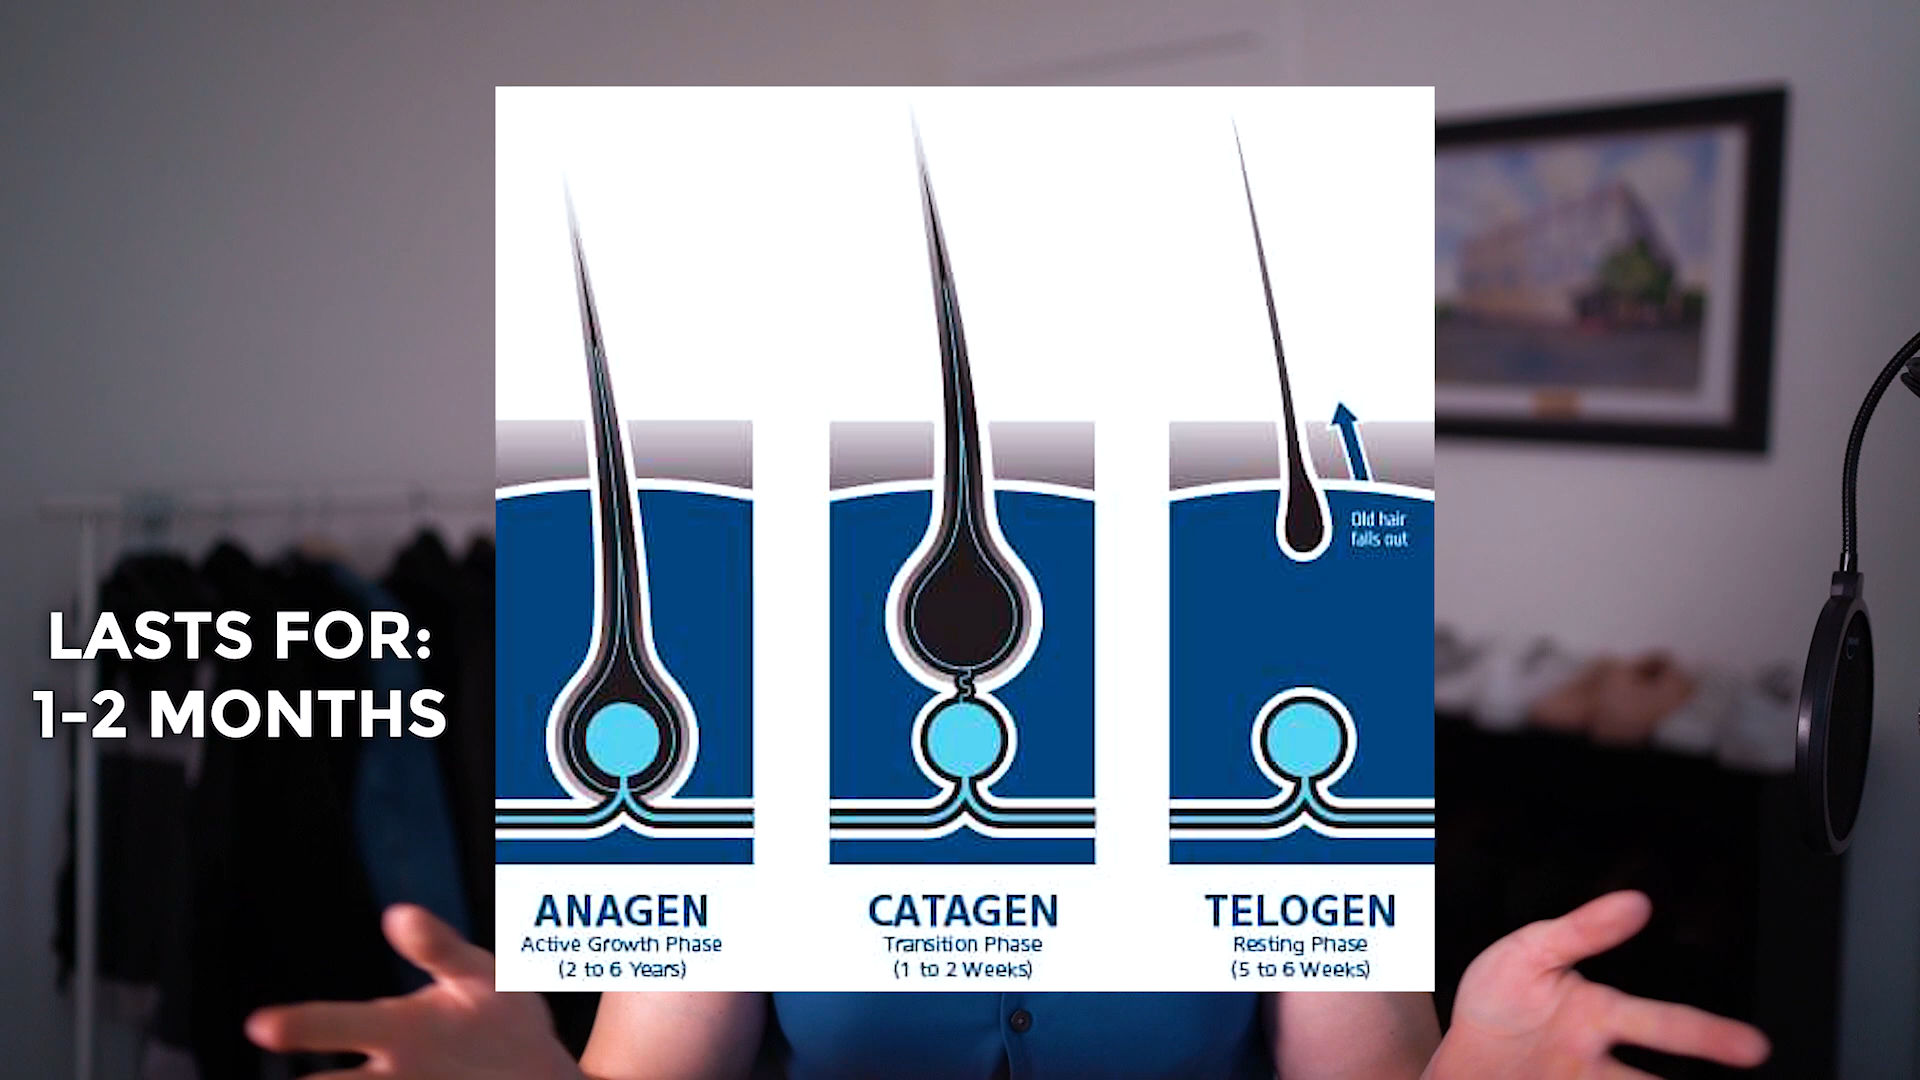 LASTS FOR:
1-2 MONTHS
Old hair
falls out
ANAGEN
Active Growth Phase
(2 to 6 Years)
CATAGEN
Transition Phase
(1 to 2 Weeks)
TELOGEN
Resting Phase
(5 to 6 Weeks)